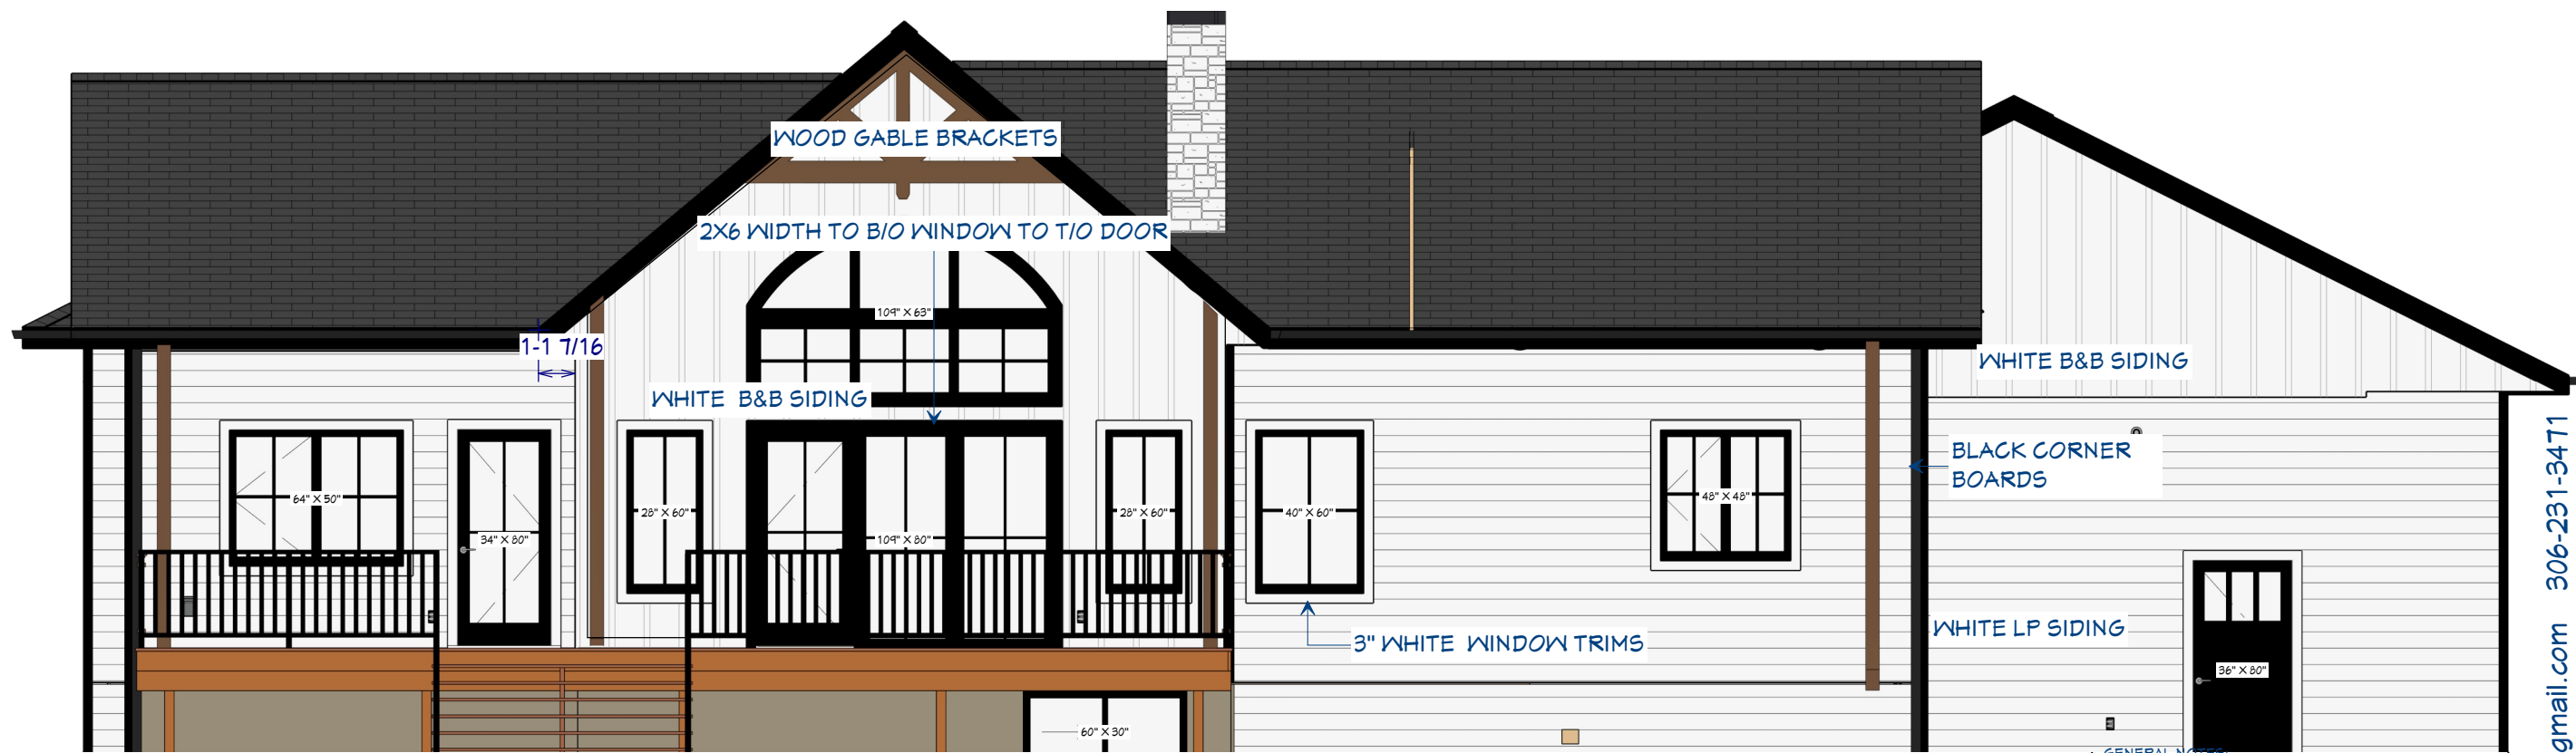 WOOD GABLE BRACKETS
2X6 WIDTH TO B/O WINDOW TO T/O DOOR
109" X 63"
1-1 7/16
WHITE B&B SIDING
WHITE B&B SIDING
64" X 50"
34" X 80"
28" X 60"
109" X 80"
28" X 60"
40" X 60"
48" X 48"
BLACK CORNER
BOARDS
3" WHITE WINDOW TRIMS
WHITE LP SIDING
36" X 80"
60" X 30"
GENERAL NOTES:
gmail.com 306-231-3471